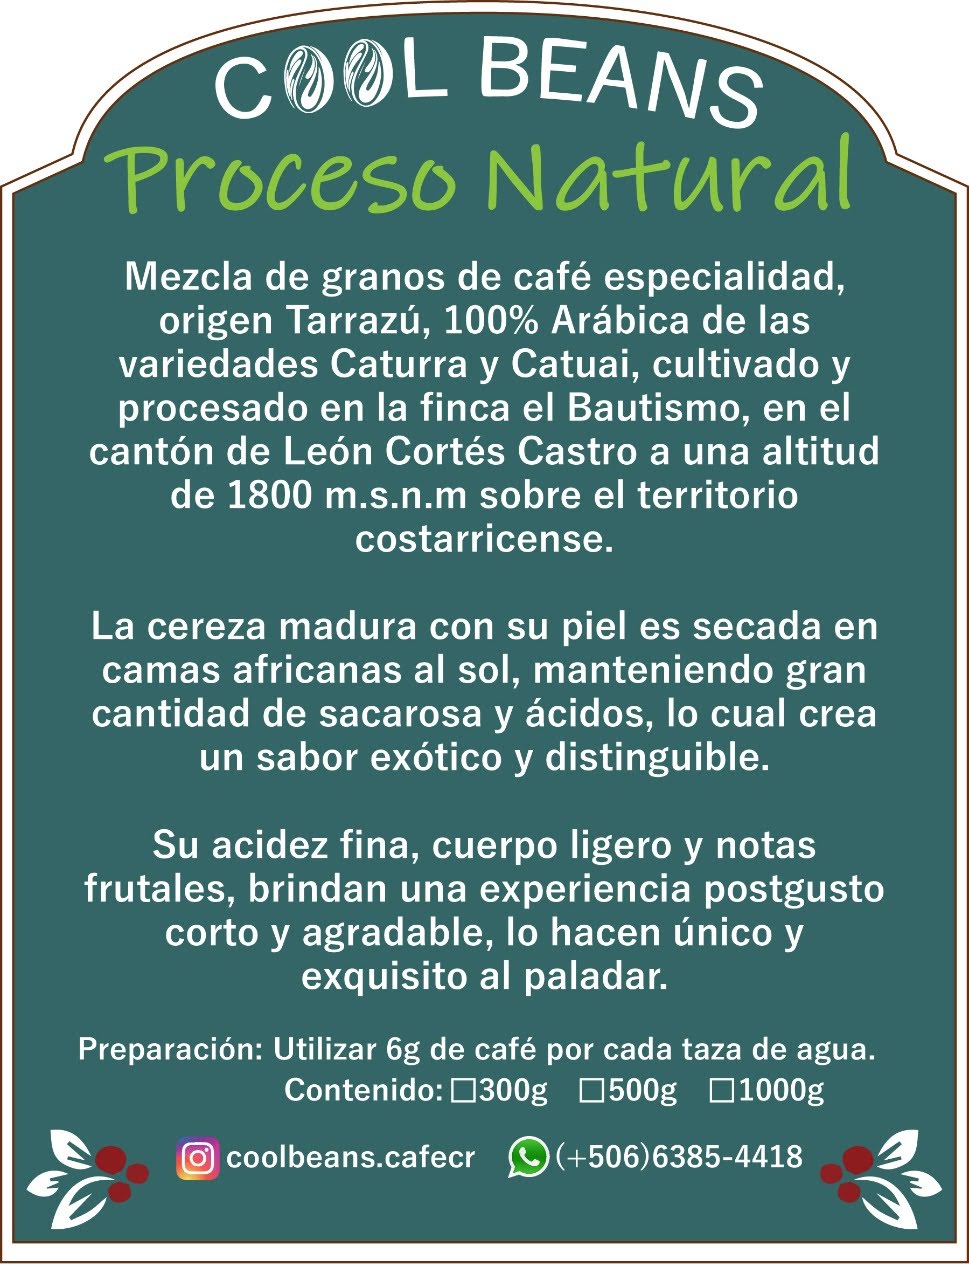 COOL BEANS
Proceso Natural
Mezcla de granos de café especialidad,
origen Tarrazú, 100% Arábica de las
variedades Caturra y Catuai, cultivado y
procesado en la finca el Bautismo, en el
cantón de León Cortés Castro a una altitud
de 1800 m.s.n.m sobre el territorio
costarricense.
La cereza madura con su piel es secada en
camas africanas al sol, manteniendo gran
cantidad de sacarosa y ácidos, lo cual crea
un sabor exótico y distinguible.
Su acidez fina, cuerpo ligero y notas
frutales, brindan una experiencia postgusto
corto y agradable, lo hacen único y
exquisito al paladar.
Preparación: Utilizar 6g de café por cada taza de agua.
Contenido: □300g □500g □1000g
coolbeans.cafecr (+506)6385-4418